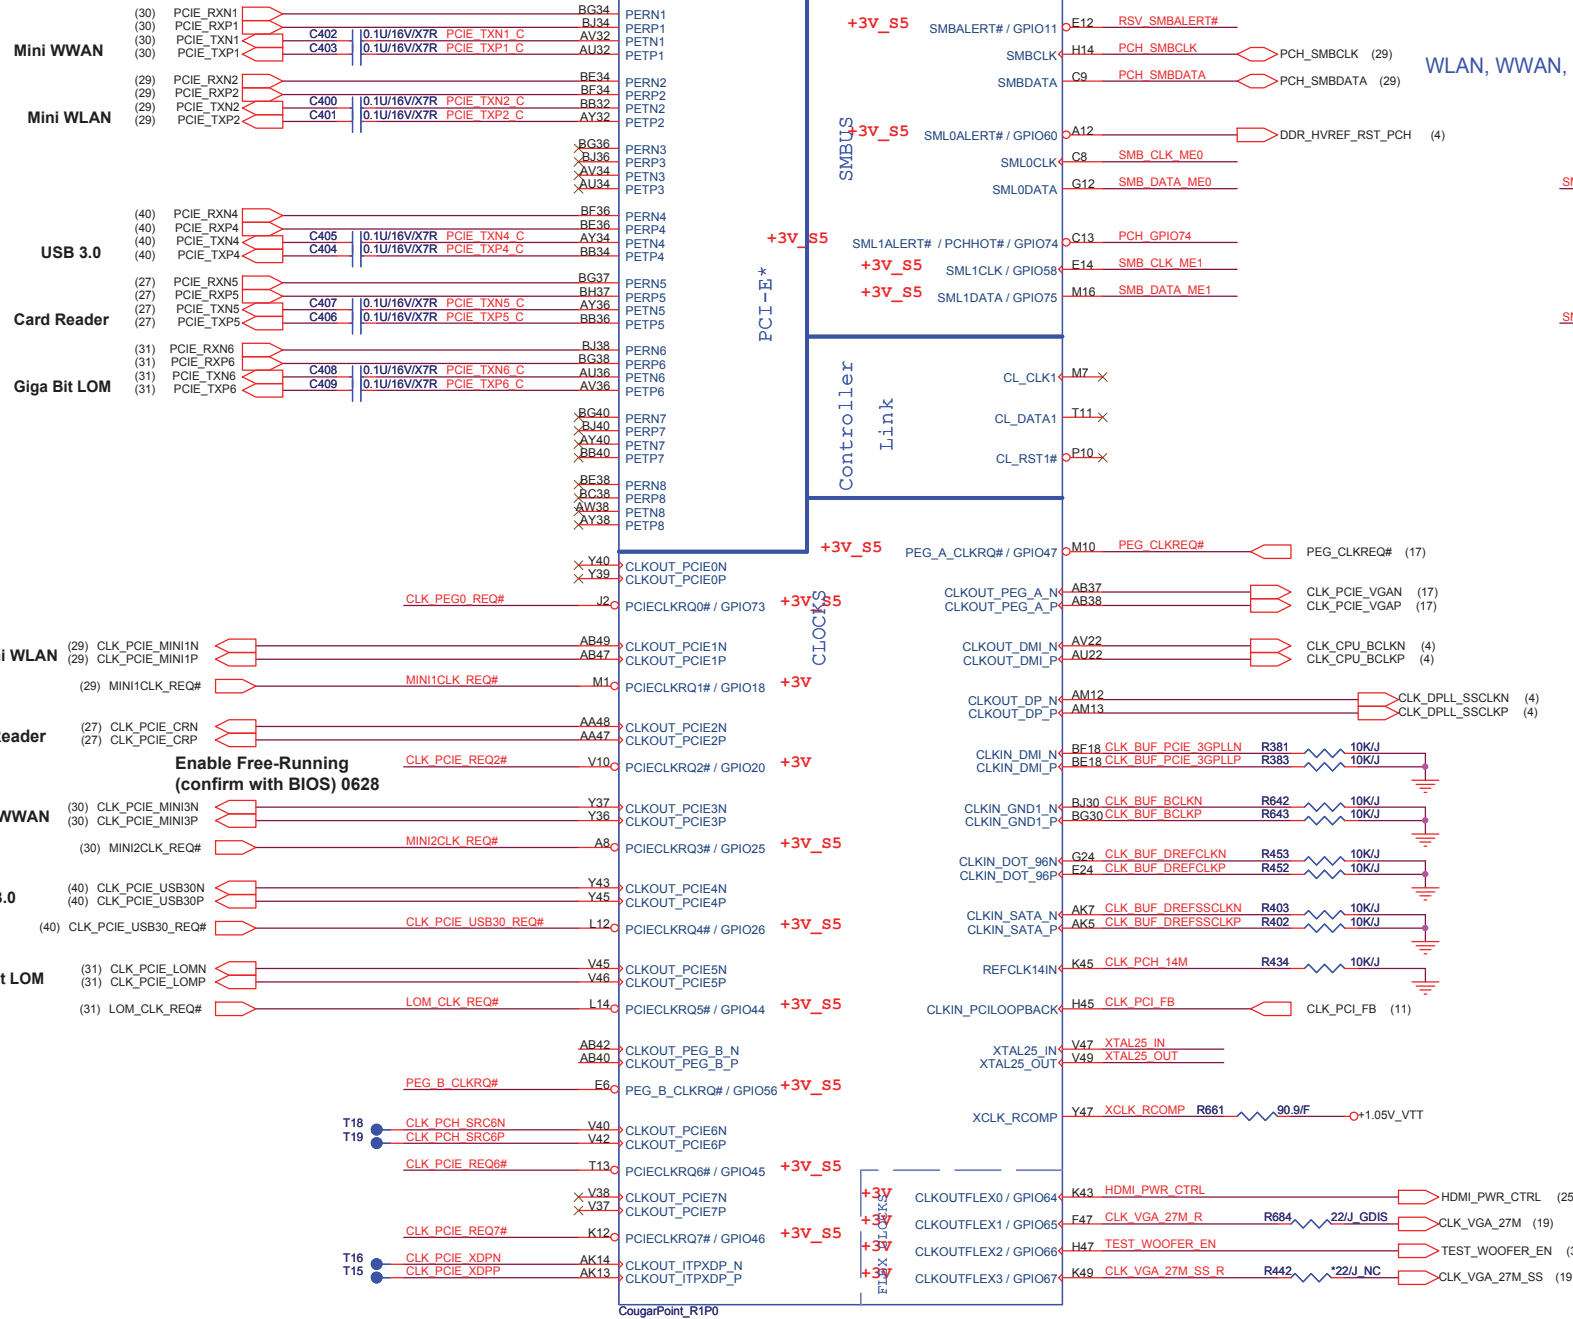 (30) PCIE_RXN1 BG34 PERN1
(30) PCIE_RXP1 BJ34 PERP1
(30) PCIE_TXN1 C402 0.1U/16V/X7R PCIE_TXN1_C AV32 PETN1
(30) PCIE_TXP1 C403 0.1U/16V/X7R PCIE_TXP1_C AU32 PETP1
Mini WWAN
(29) PCIE_RXN2 BE34 PERN2
(29) PCIE_RXP2 BF34 PERP2
(29) PCIE_TXN2 C400 0.1U/16V/X7R PCIE_TXN2_C BB32 PETN2
(29) PCIE_TXP2 C401 0.1U/16V/X7R PCIE_TXP2_C AY32 PETP2
Mini WLAN
BG36 PERN3
BJ36 PERP3
AV34 PETN3
AU34 PETP3
(40) PCIE_RXN4 BF36 PERN4
(40) PCIE_RXP4 BE36 PERP4
(40) PCIE_TXN4 C405 0.1U/16V/X7R PCIE_TXN4_C AY34 PETN4
(40) PCIE_TXP4 C404 0.1U/16V/X7R PCIE_TXP4_C BB34 PETP4
USB 3.0
(27) PCIE_RXN5 BG37 PERN5
(27) PCIE_RXP5 BH37 PERP5
(27) PCIE_TXN5 C407 0.1U/16V/X7R PCIE_TXN5_C AY36 PETN5
(27) PCIE_TXP5 C406 0.1U/16V/X7R PCIE_TXP5_C BB36 PETP5
Card Reader
(31) PCIE_RXN6 BJ38 PERN6
(31) PCIE_RXP6 BG38 PERP6
(31) PCIE_TXN6 C408 0.1U/16V/X7R PCIE_TXN6_C AU36 PETN6
(31) PCIE_TXP6 C409 0.1U/16V/X7R PCIE_TXP6_C AV36 PETP6
Giga Bit LOM
BG40 PERN7
BJ40 PERP7
AY40 PETN7
BB40 PETP7
BE38 PERN8
BC38 PERP8
AW38 PETN8
AY38 PETP8
PCI-E*
Y40 CLKOUT_PCIE0N
Y39 CLKOUT_PCIE0P
CLK_PEG0_REQ# J2 PCIECLKRQ0# / GPIO73 +3V_S5
CLOCKS
(29) CLK_PCIE_MINI1N AB49 CLKOUT_PCIE1N
(29) CLK_PCIE_MINI1P AB47 CLKOUT_PCIE1P
i WLAN
(29) MINI1CLK_REQ# MINI1CLK_REQ# M1 PCIECLKRQ1# / GPIO18 +3V
(27) CLK_PCIE_CRN AA48 CLKOUT_PCIE2N
(27) CLK_PCIE_CRP AA47 CLKOUT_PCIE2P
Reader
Enable Free-Running
(confirm with BIOS) 0628
CLK_PCIE_REQ2# V10 PCIECLKRQ2# / GPIO20 +3V
(30) CLK_PCIE_MINI3N Y37 CLKOUT_PCIE3N
(30) CLK_PCIE_MINI3P Y36 CLKOUT_PCIE3P
WWAN
(30) MINI2CLK_REQ# MINI2CLK_REQ# A8 PCIECLKRQ3# / GPIO25 +3V_S5
(40) CLK_PCIE_USB30N Y43 CLKOUT_PCIE4N
(40) CLK_PCIE_USB30P Y45 CLKOUT_PCIE4P
3.0
(40) CLK_PCIE_USB30_REQ# CLK_PCIE_USB30_REQ# L12 PCIECLKRQ4# / GPIO26 +3V_S5
(31) CLK_PCIE_LOMN V45 CLKOUT_PCIE5N
(31) CLK_PCIE_LOMP V46 CLKOUT_PCIE5P
t LOM
(31) LOM_CLK_REQ# LOM_CLK_REQ# L14 PCIECLKRQ5# / GPIO44 +3V_S5
AB42 CLKOUT_PEG_B_N
AB40 CLKOUT_PEG_B_P
PEG_B_CLKRQ# E6 PEG_B_CLKRQ# / GPIO56 +3V_S5
T18 CLK_PCH_SRC6N V40 CLKOUT_PCIE6N
T19 CLK_PCH_SRC6P V42 CLKOUT_PCIE6P
CLK_PCIE_REQ6# T13 PCIECLKRQ6# / GPIO45 +3V_S5
V38 CLKOUT_PCIE7N
V37 CLKOUT_PCIE7P
CLK_PCIE_REQ7# K12 PCIECLKRQ7# / GPIO46 +3V_S5
T16 CLK_PCIE_XDPN AK14 CLKOUT_ITPXDP_N
T15 CLK_PCIE_XDPP AK13 CLKOUT_ITPXDP_P
CougarPoint_R1P0
+3V_S5 SMBALERT# / GPIO11 E12 RSV_SMBALERT#
SMBCLK H14 PCH_SMBCLK PCH_SMBCLK (29)
SMBDATA C9 PCH_SMBDATA PCH_SMBDATA (29)
WLAN, WWAN,
SMBUS
+3V_S5 SML0ALERT# / GPIO60 A12 DDR_HVREF_RST_PCH (4)
SML0CLK C8 SMB_CLK_ME0
SML0DATA G12 SMB_DATA_ME0
SM
+3V_S5 SML1ALERT# / PCHHOT# / GPIO74 C13 PCH_GPIO74
+3V_S5 SML1CLK / GPIO58 E14 SMB_CLK_ME1
+3V_S5 SML1DATA / GPIO75 M16 SMB_DATA_ME1
SM
Controller
Link
CL_CLK1 M7
CL_DATA1 T11
CL_RST1# P10
+3V_S5 PEG_A_CLKRQ# / GPIO47 M10 PEG_CLKREQ# PEG_CLKREQ# (17)
CLKOUT_PEG_A_N AB37 CLK_PCIE_VGAN (17)
CLKOUT_PEG_A_P AB38 CLK_PCIE_VGAP (17)
CLKOUT_DMI_N AV22 CLK_CPU_BCLKN (4)
CLKOUT_DMI_P AU22 CLK_CPU_BCLKP (4)
CLKOUT_DP_N AM12 CLK_DPLL_SSCLKN (4)
CLKOUT_DP_P AM13 CLK_DPLL_SSCLKP (4)
CLKIN_DMI_N BF18 CLK_BUF_PCIE_3GPLLN R381 10K/J
CLKIN_DMI_P BE18 CLK_BUF_PCIE_3GPLLP R383 10K/J
CLKIN_GND1_N BJ30 CLK_BUF_BCLKN R642 10K/J
CLKIN_GND1_P BG30 CLK_BUF_BCLKP R643 10K/J
CLKIN_DOT_96N G24 CLK_BUF_DREFCLKN R453 10K/J
CLKIN_DOT_96P E24 CLK_BUF_DREFCLKP R452 10K/J
CLKIN_SATA_N AK7 CLK_BUF_DREFSSCLKN R403 10K/J
CLKIN_SATA_P AK5 CLK_BUF_DREFSSCLKP R402 10K/J
REFCLK14IN K45 CLK_PCH_14M R434 10K/J
CLKIN_PCILOOPBACK H45 CLK_PCI_FB CLK_PCI_FB (11)
XTAL25_IN V47 XTAL25_IN
XTAL25_OUT V49 XTAL25_OUT
XCLK_RCOMP Y47 XCLK_RCOMP R661 90.9/F +1.05V_VTT
FLEX CLOCKS
+3V CLKOUTFLEX0 / GPIO64 K43 HDMI_PWR_CTRL HDMI_PWR_CTRL (25
+3V CLKOUTFLEX1 / GPIO65 F47 CLK_VGA_27M_R R684 22/J_GDIS CLK_VGA_27M (19)
+3V CLKOUTFLEX2 / GPIO66 H47 TEST_WOOFER_EN TEST_WOOFER_EN (3
+3V CLKOUTFLEX3 / GPIO67 K49 CLK_VGA_27M_SS_R R442 *22/J_NC CLK_VGA_27M_SS (19